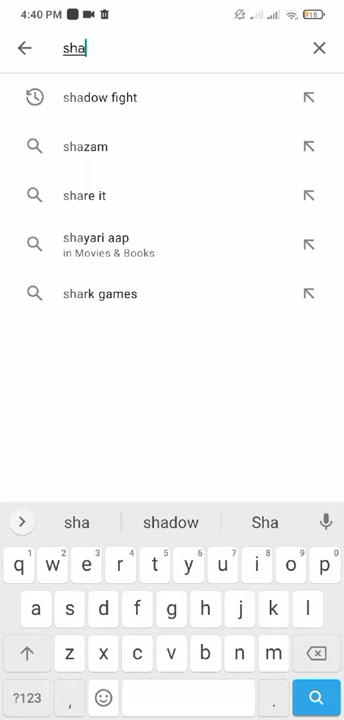 4:40 PM 18
sha
shadow fight
shazam
share it
shayari aap
in Movies & Books
shark games
sha shadow Sha
1 2 3 4 5 6 7 8 9 0
q w e r t y u i o p
a s d f g h j k l
z x c v b n m
?123 , .